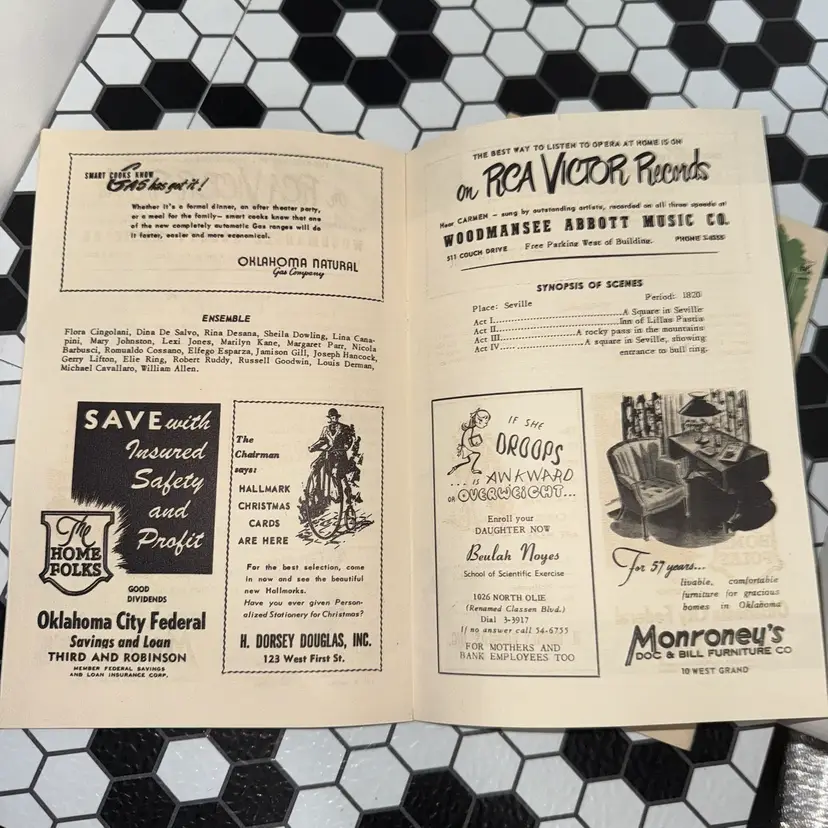 SMART COOKS KNOW
Gas has got it!
Whether it's a formal dinner, an after theater party,
or a meal for the family— smart cooks know that one
of the new completely automatic Gas ranges will do
it faster, easier and more economical.
OKLAHOMA NATURAL
Gas Company
ENSEMBLE
Flora Cingolani, Dina De Salvo, Rina Desana, Sheila Dowling, Lina Cana-
pini, Mary Johnston, Lexi Jones, Marilyn Kane, Margaret Parr, Nicola
Barbusci, Romualdo Cossano, Elfego Esparza, Jamison Gill, Joseph Hancock,
Gerry Lifton, Elie Ring, Robert Ruddy, Russell Goodwin, Louis Derman,
Michael Cavallaro, William Allen.
SAVE with
Insured
Safety
and
Profit
The
HOME
FOLKS
GOOD
DIVIDENDS
Oklahoma City Federal
Savings and Loan
THIRD AND ROBINSON
MEMBER FEDERAL SAVINGS
AND LOAN INSURANCE CORP.
The
Chairman
says:
HALLMARK
CHRISTMAS
CARDS
ARE HERE
For the best selection, come
in now and see the beautiful
new Hallmarks.
Have you ever given Person-
alized Stationery for Christmas?
H. DORSEY DOUGLAS, INC.
123 West First St.
THE BEST WAY TO LISTEN TO OPERA AT HOME IS ON
on RCA VICTOR Records
Hear CARMEN - sung by outstanding artists, recorded on all three speeds at
WOODMANSEE ABBOTT MUSIC CO.
311 COUCH DRIVE Free Parking West of Building. PHONE
SYNOPSIS OF SCENES
Place: Seville Period: 1820
Act I. A Square in Seville
Act II. Inn of Lillas Pastia
Act III. A rocky pass in the mountains
Act IV. A square in Seville, showing
entrance to bull ring.
IF SHE
DROOPS
... IS AWKWARD
OR OVERWEIGHT...
Enroll your
DAUGHTER NOW
Beulah Noyes
School of Scientific Exercise
1026 NORTH OLIE
(Renamed Classen Blvd.)
Dial 3-3917
If no answer call 54-6755
FOR MOTHERS AND
BANK EMPLOYEES TOO
For 57 years...
livable, comfortable
furniture for gracious
homes in Oklahoma
Monroney's
DOC & BILL FURNITURE CO
10 WEST GRAND